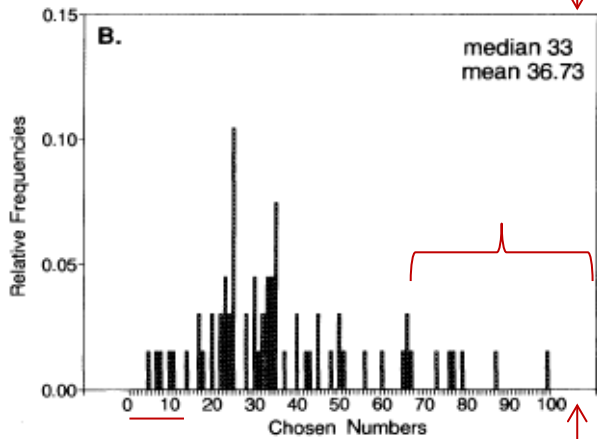 0.15
B.
median 33
mean 36.73
0.10
Relative Frequencies
0.05
0.00
0 10 20 30 40 50 60 70 80 90 100
Chosen Numbers